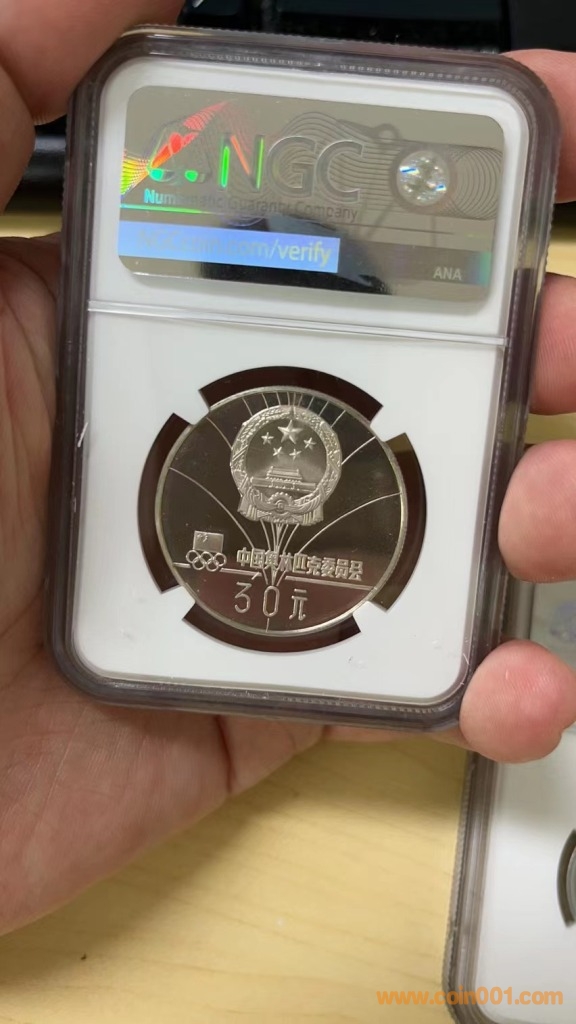 NGC
Numismatic Guaranty Company
NGCcoin.com/verify
ANA
中国奥林匹克委员会
30元
www.coin001.com